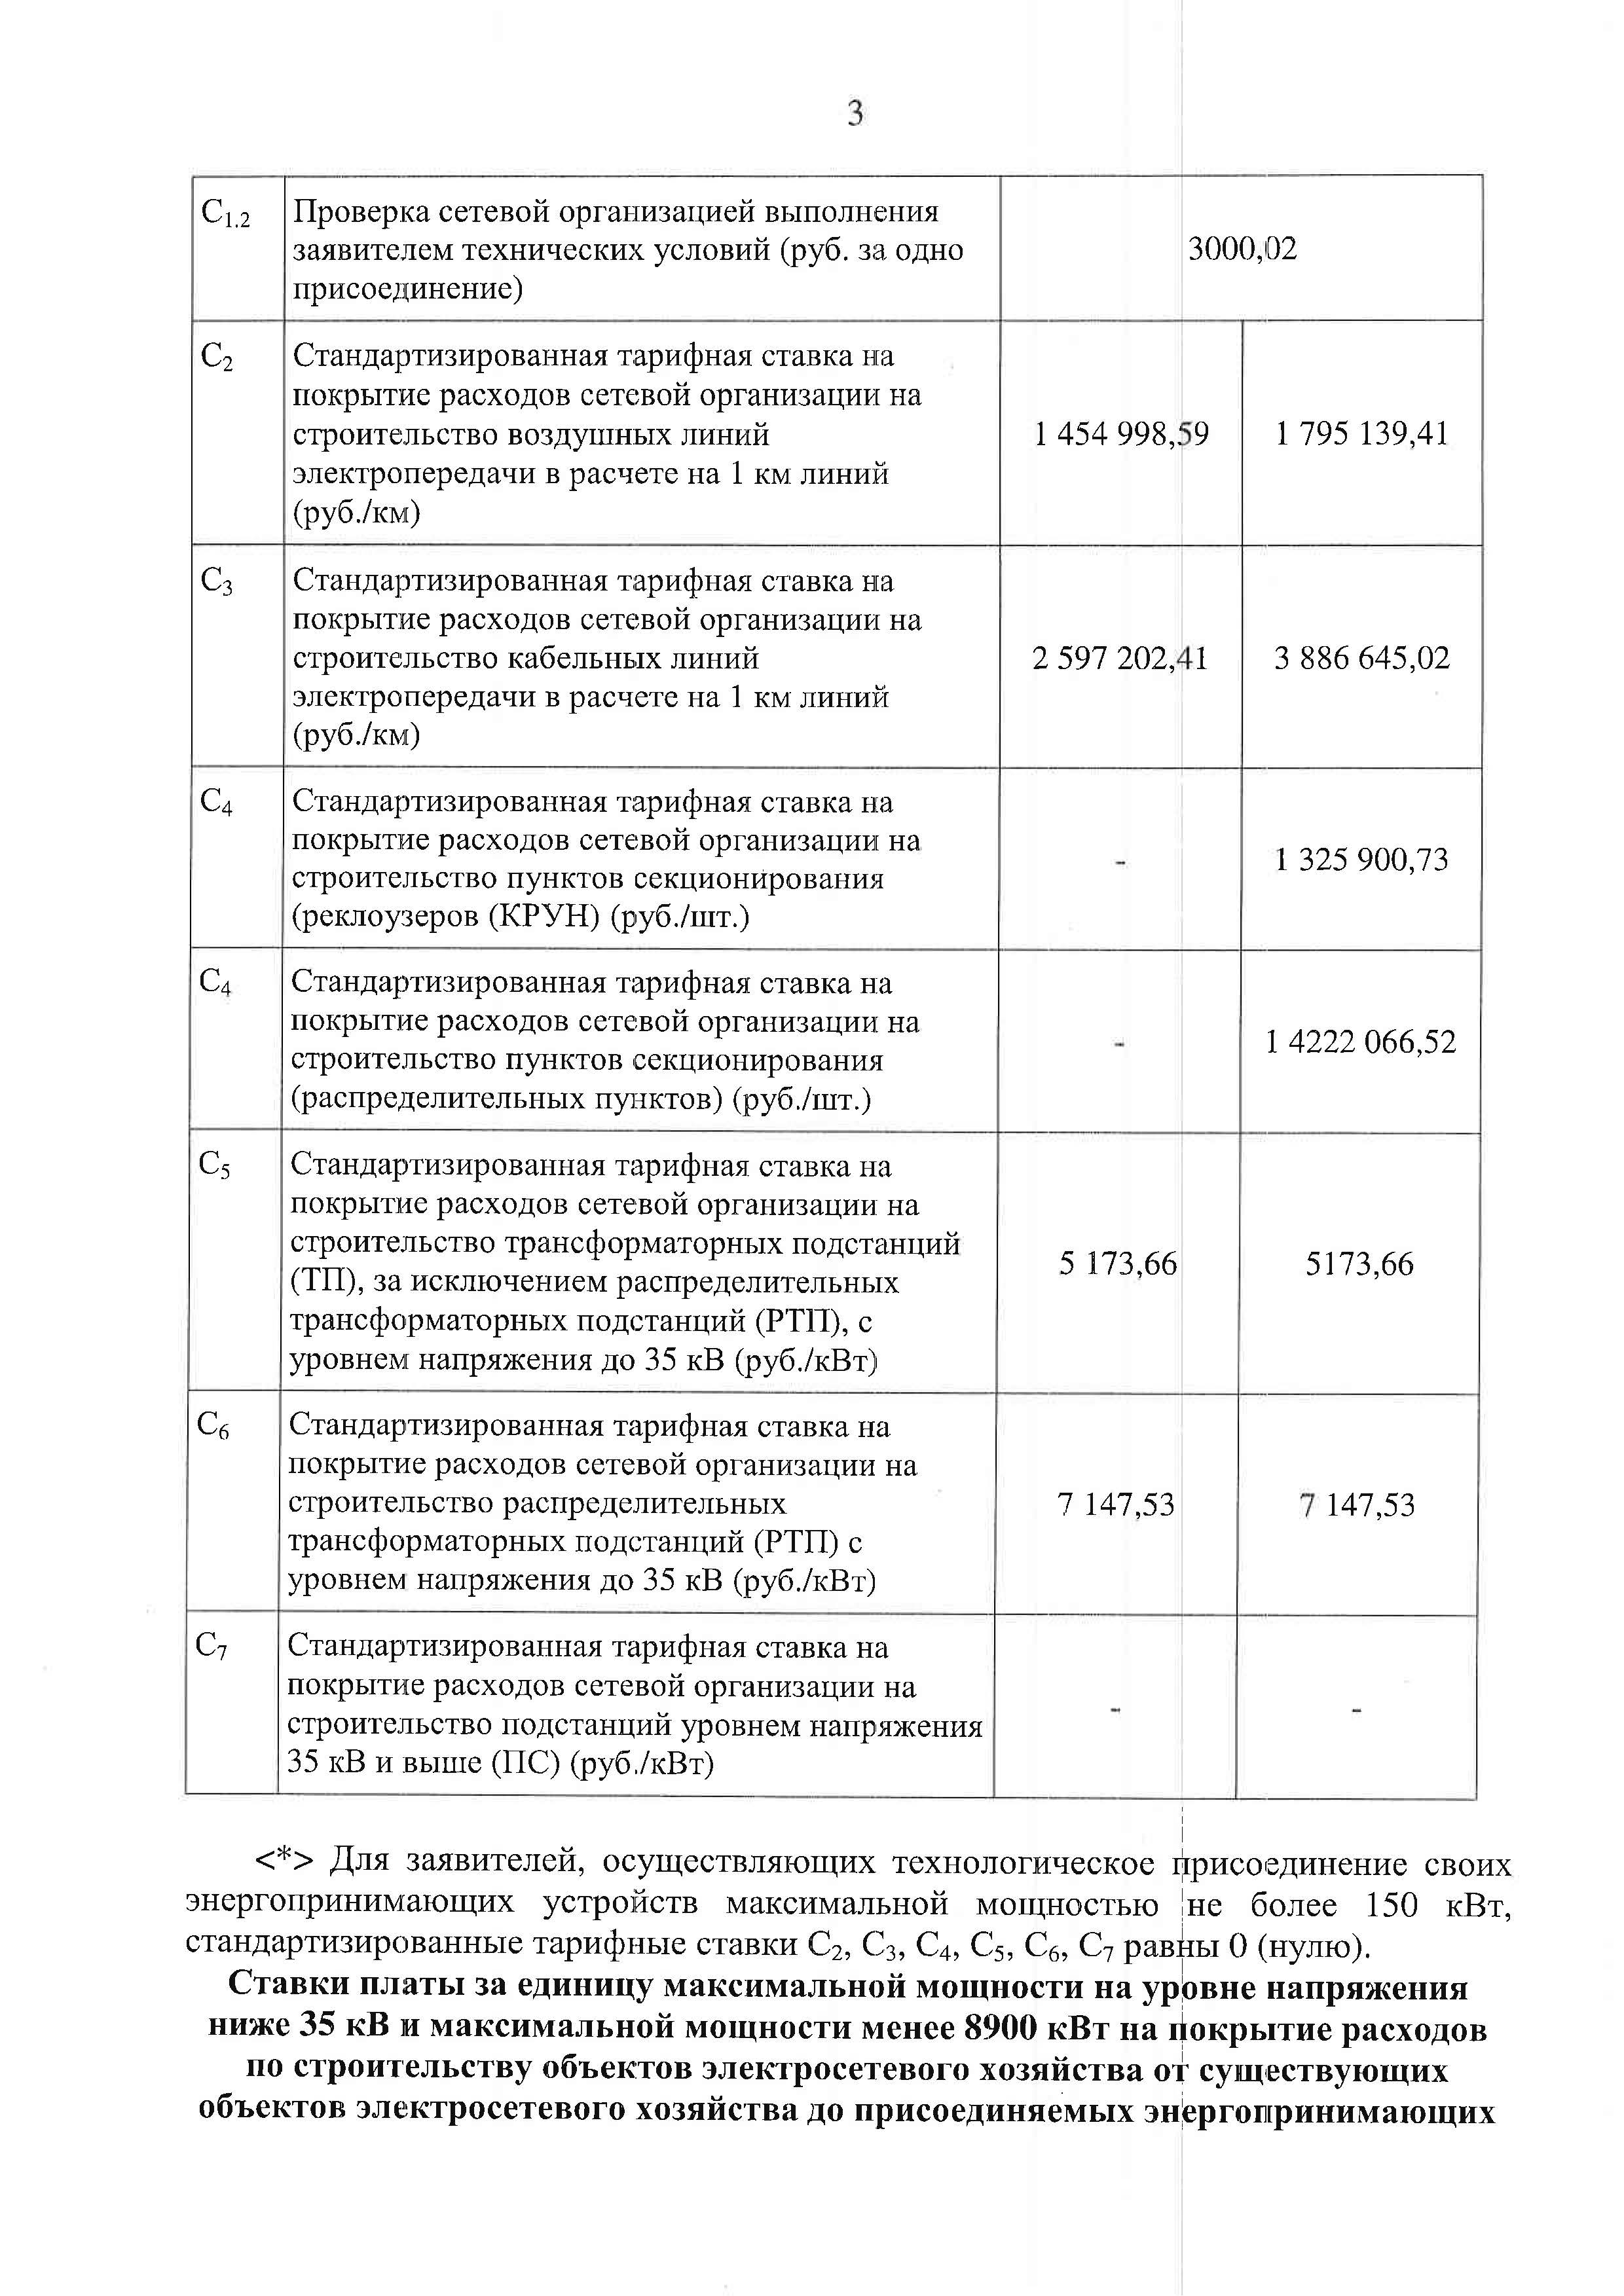 3
C1.2
Проверка сетевой организацией выполнения
заявителем технических условий (руб. за одно
присоединение)
3000,02
C2
Стандартизированная тарифная ставка на
покрытие расходов сетевой организации на
строительство воздушных линий
электропередачи в расчете на 1 км линий
(руб./км)
1 454 998,59
1 795 139,41
C3
Стандартизированная тарифная ставка на
покрытие расходов сетевой организации на
строительство кабельных линий
электропередачи в расчете на 1 км линий
(руб./км)
2 597 202,41
3 886 645,02
C4
Стандартизированная тарифная ставка на
покрытие расходов сетевой организации на
строительство пунктов секционирования
(реклоузеров (КРУН) (руб./шт.)
-
1 325 900,73
C4
Стандартизированная тарифная ставка на
покрытие расходов сетевой организации на
строительство пунктов секционирования
(распределительных пунктов) (руб./шт.)
-
1 4222 066,52
C5
Стандартизированная тарифная ставка на
покрытие расходов сетевой организации на
строительство трансформаторных подстанций
(ТП), за исключением распределительных
трансформаторных подстанций (РТП), с
уровнем напряжения до 35 кВ (руб./кВт)
5 173,66
5173,66
C6
Стандартизированная тарифная ставка на
покрытие расходов сетевой организации на
строительство распределительных
трансформаторных подстанций (РТП) с
уровнем напряжения до 35 кВ (руб./кВт)
7 147,53
7 147,53
C7
Стандартизированная тарифная ставка на
покрытие расходов сетевой организации на
строительство подстанций уровнем напряжения
35 кВ и выше (ПС) (руб./кВт)
-
-
<*> Для заявителей, осуществляющих технологическое присоединение своих
энергопринимающих устройств максимальной мощностью не более 150 кВт,
стандартизированные тарифные ставки C2, C3, C4, C5, C6, C7 равны 0 (нулю).
Ставки платы за единицу максимальной мощности на уровне напряжения
ниже 35 кВ и максимальной мощности менее 8900 кВт на покрытие расходов
по строительству объектов электросетевого хозяйства от существующих
объектов электросетевого хозяйства до присоединяемых энергопринимающих